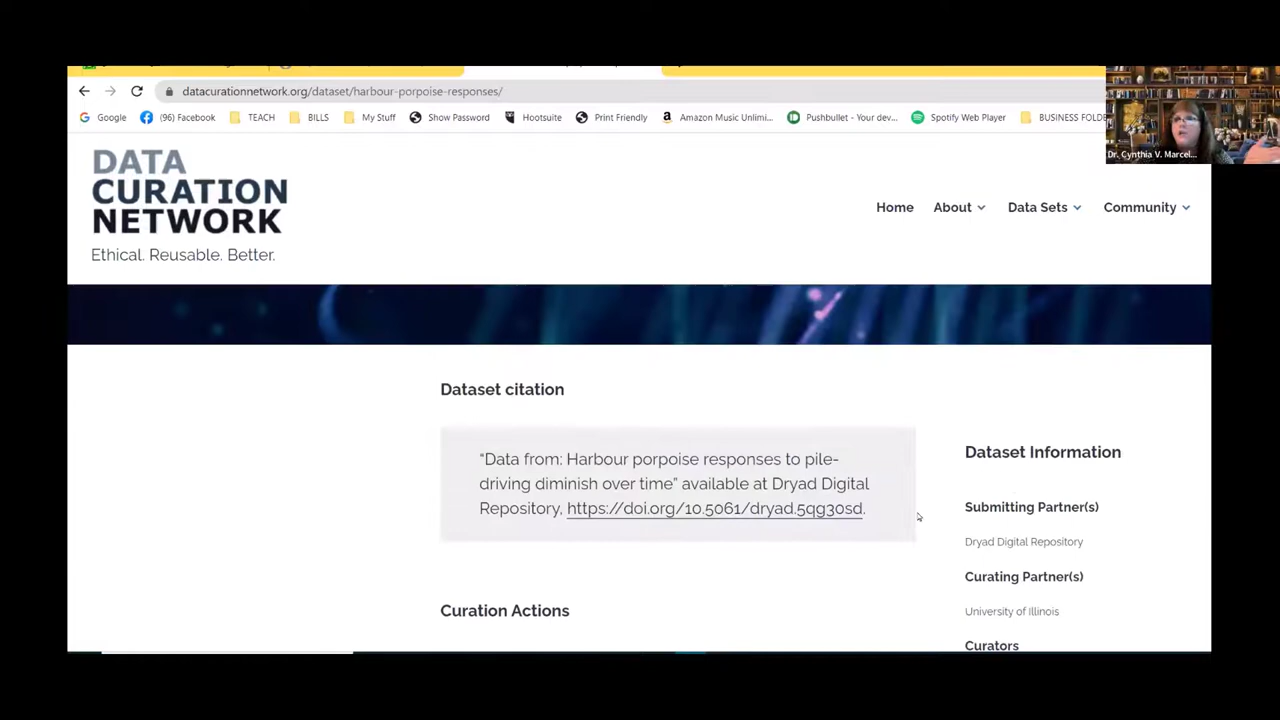 datacurationnetwork.org/dataset/harbour-porpoise-responses/
Google (96) Facebook TEACH BILLS My Stuff Show Password Hootsuite Print Friendly Amazon Music Unlimi... Pushbullet - Your dev... Spotify Web Player BUSINESS FOLDE
Dr. Cynthia V. Marcel...
DATA
CURATION
NETWORK
Ethical. Reusable. Better.
Home About Data Sets Community
Dataset citation
“Data from: Harbour porpoise responses to pile-
driving diminish over time” available at Dryad Digital
Repository, https://doi.org/10.5061/dryad.5qg30sd.
Curation Actions
Dataset Information
Submitting Partner(s)
Dryad Digital Repository
Curating Partner(s)
University of Illinois
Curators